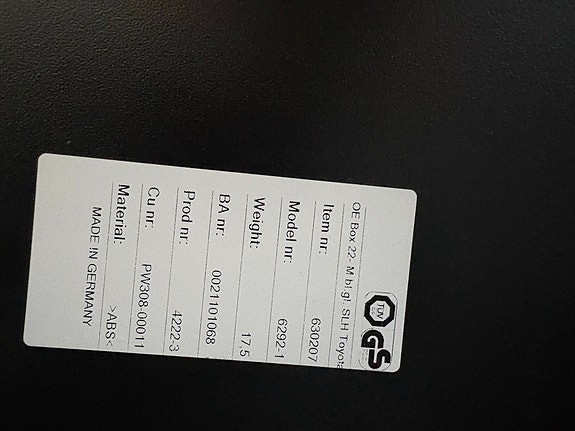 TÜV
GS
OE Box 22- M bl.gl. SLH Toyota
Item nr: 630207
Model nr: 6292-1
Weight: 17,5
BA nr: 0021101068
Prod nr: 4222-3
Cu nr: PW308-00011
Material: >ABS<
MADE IN GERMANY